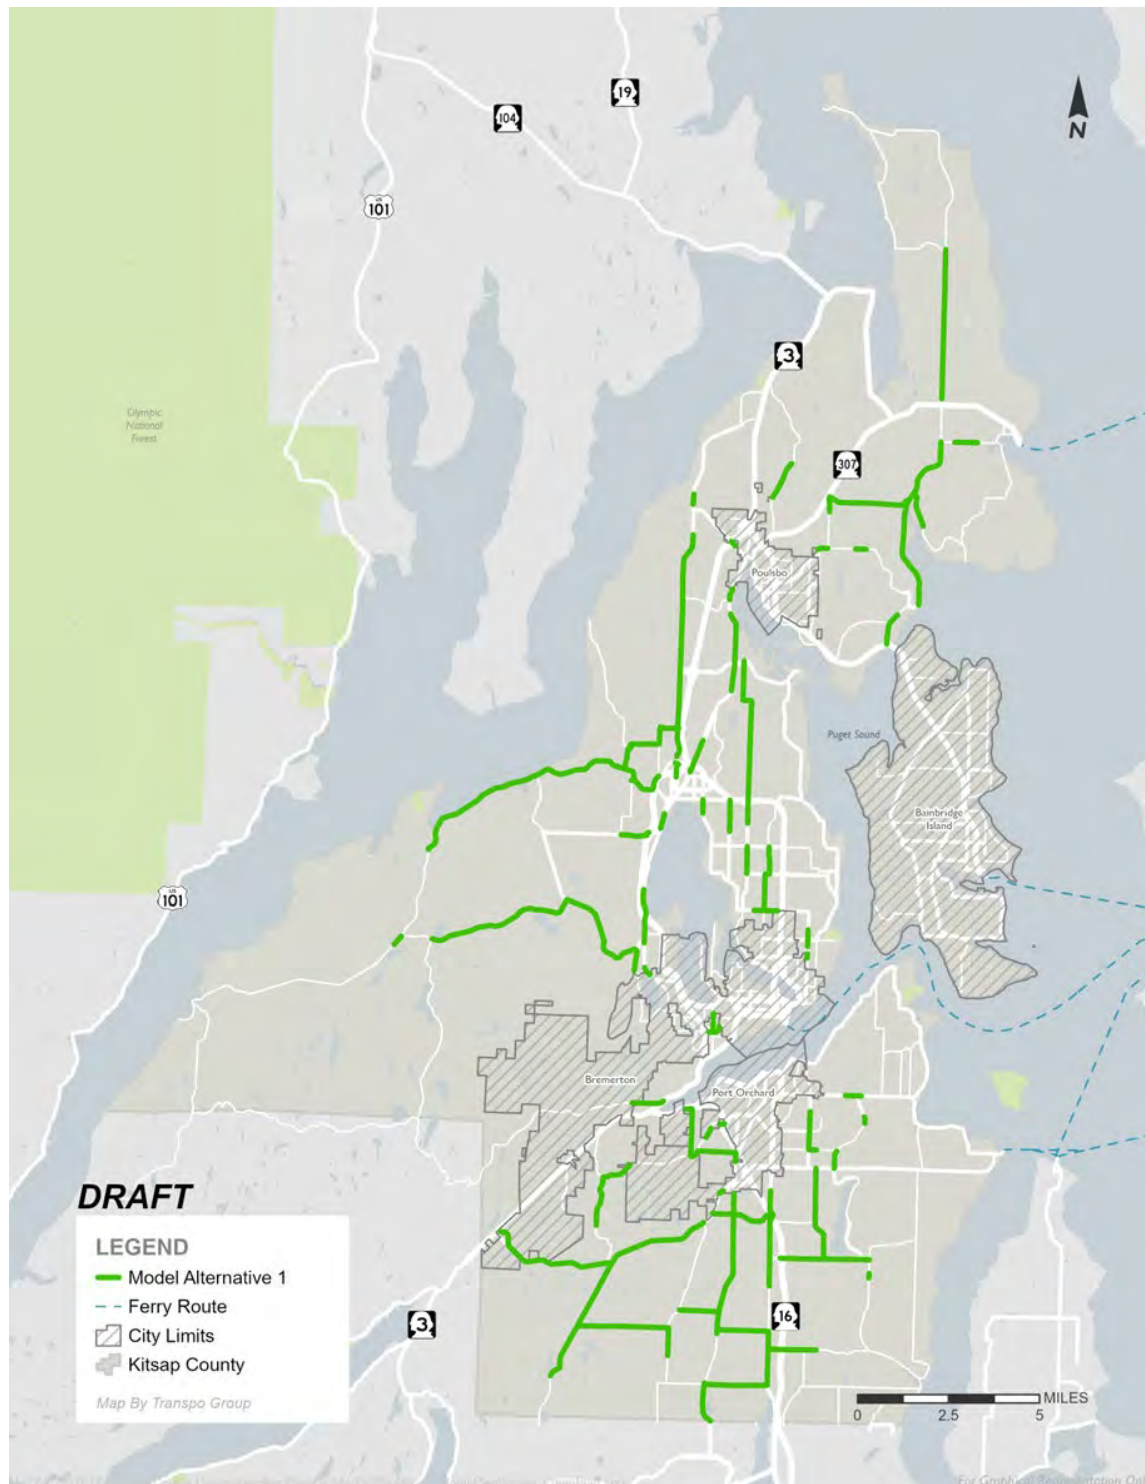 19
104
N
US
101
3
Olympic
National
Forest
307
Poulsbo
Puget Sound
Bainbridge
Island
US
101
Bremerton
Port Orchard
DRAFT
LEGEND
Model Alternative 1
Ferry Route
City Limits
Kitsap County
Map By Transpo Group
3
16
MILES
0
2.5
5